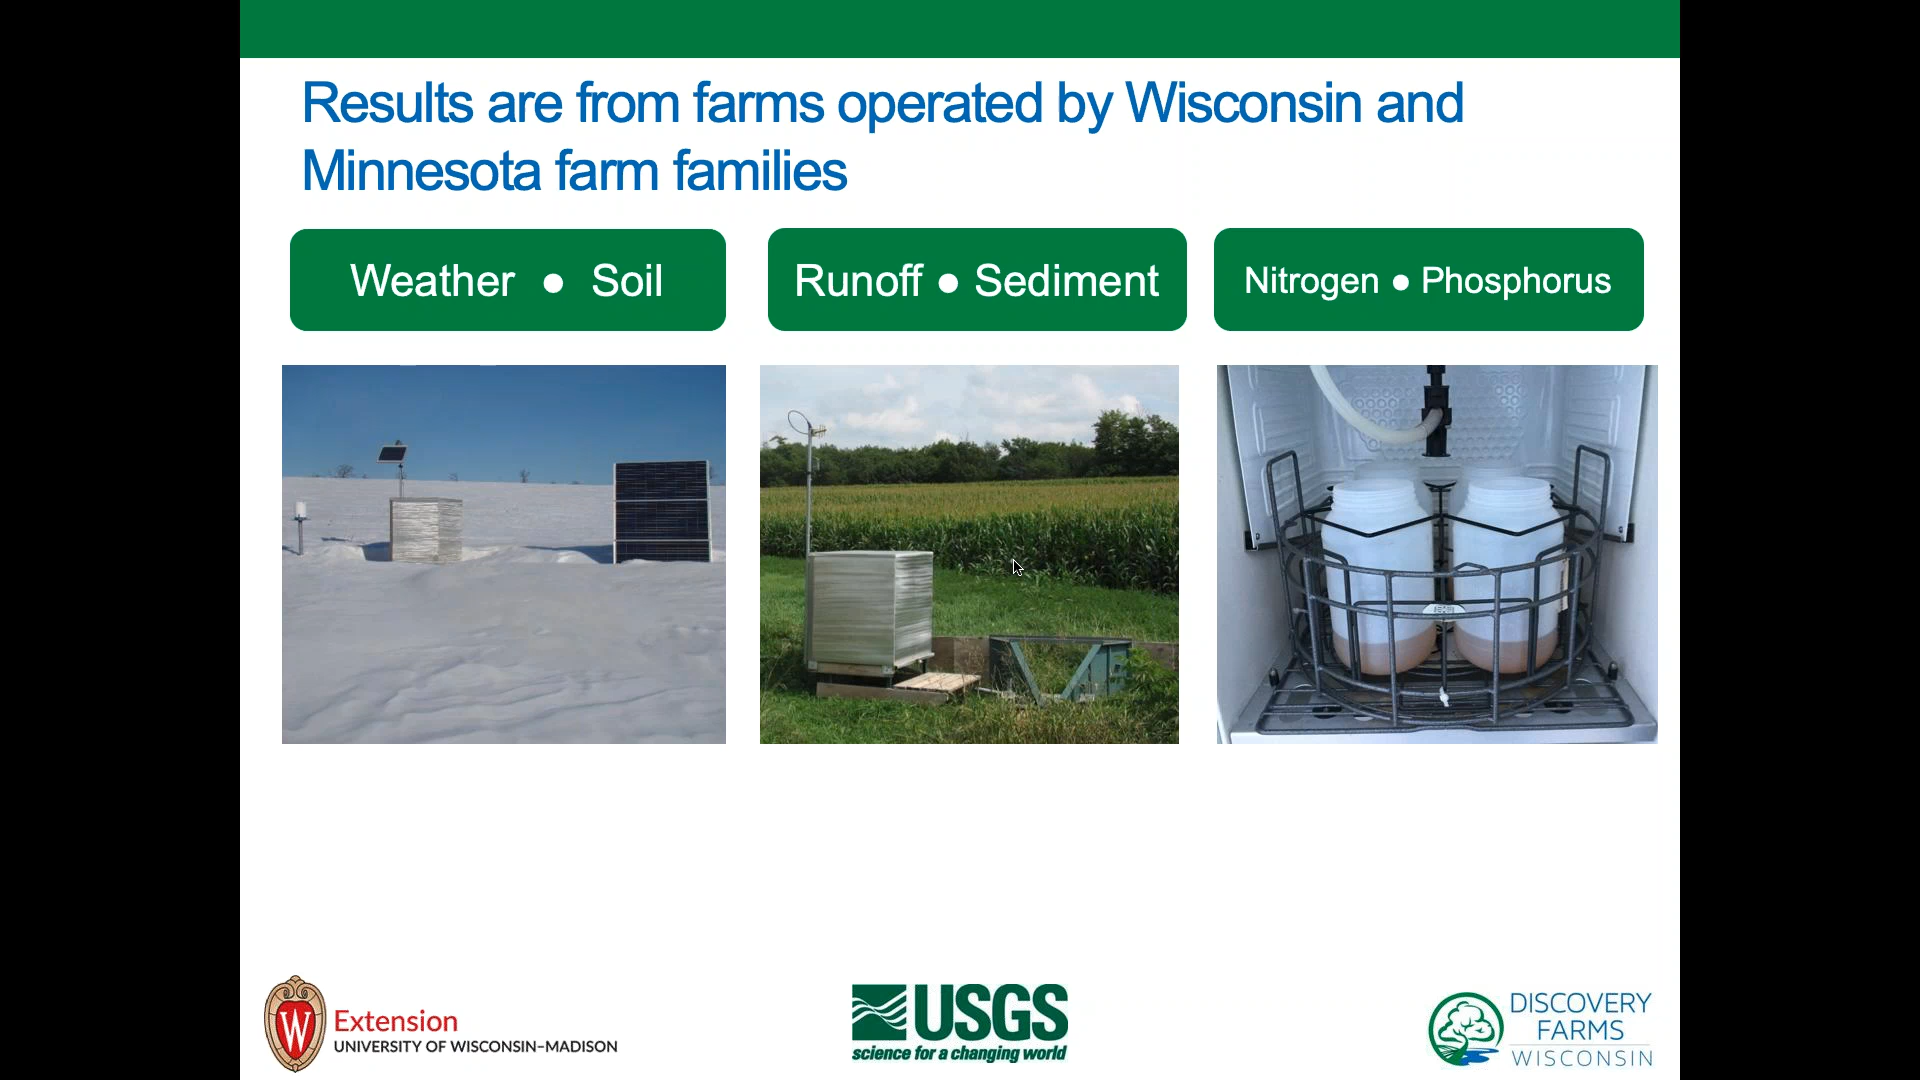 Results are from farms operated by Wisconsin and
Minnesota farm families
Weather ● Soil
Runoff ● Sediment
Nitrogen ● Phosphorus
W
Extension
UNIVERSITY OF WISCONSIN–MADISON
USGS
science for a changing world
DISCOVERY
FARMS
WISCONSIN